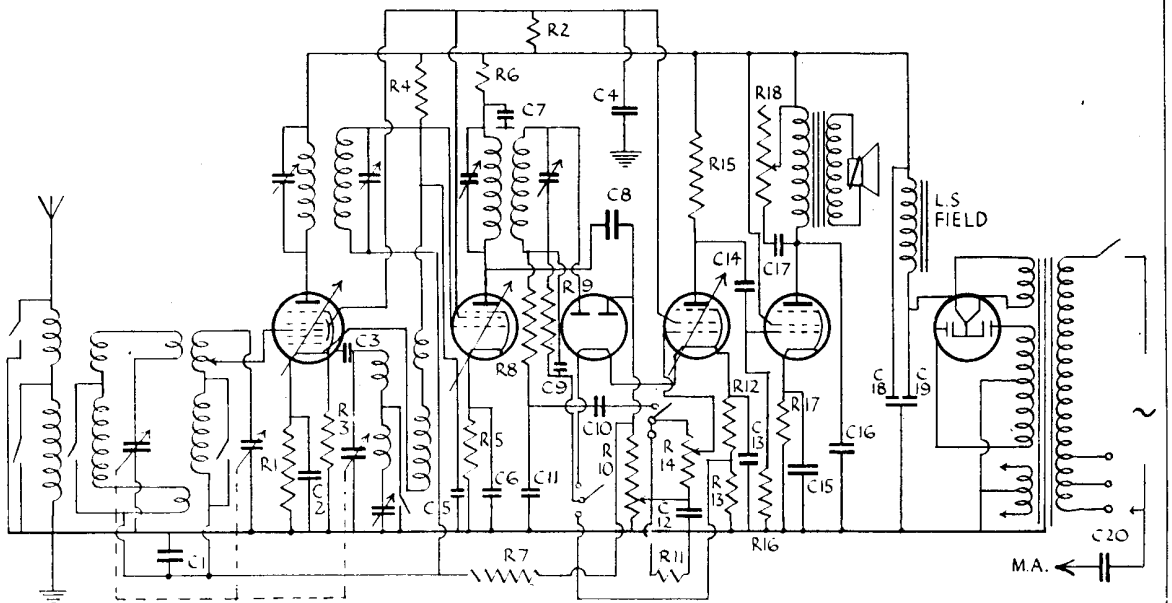 R2
R4
R6
C7
C4
R18
R15
C8
L.S
FIELD
C14
C17
C3
R9
R8
C9
R12
C18
C19
R3
R17
C10
R1
R5
R10
R14
C13
C16
C2
C5
C6
C11
R13
C15
C12
C20
C1
R7
R11
R16
M.A.
~